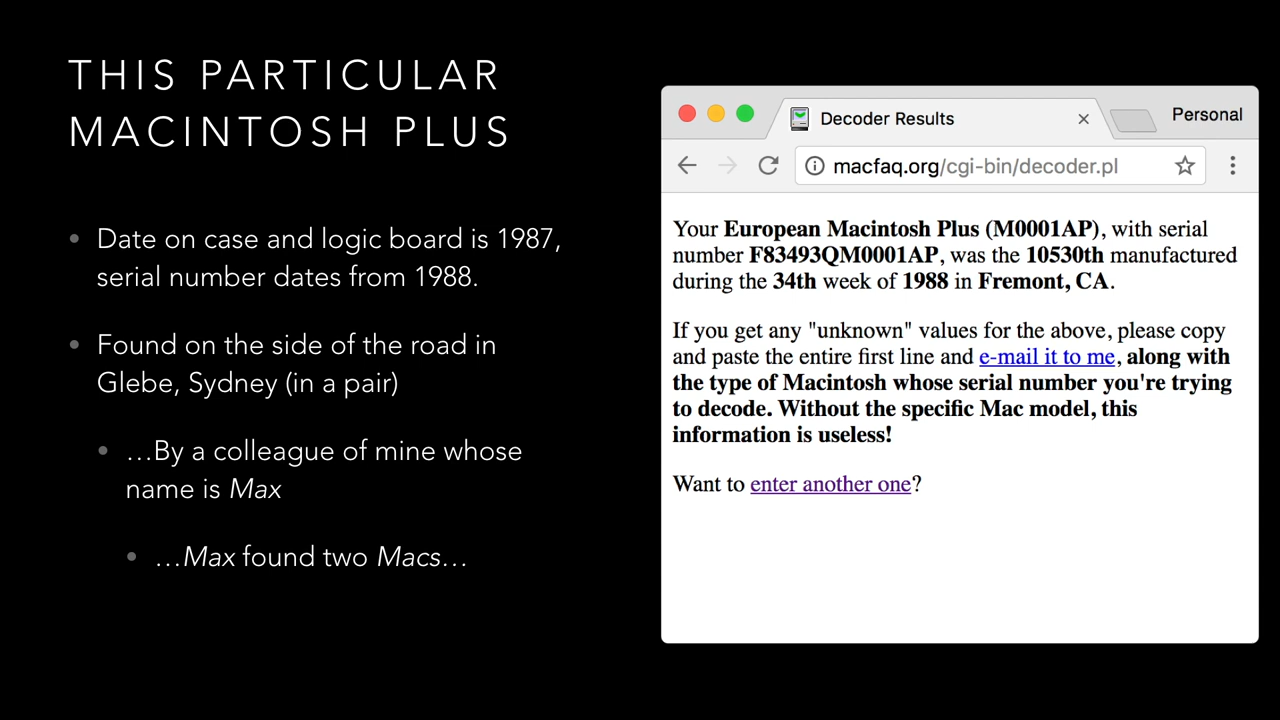 THIS PARTICULAR
MACINTOSH PLUS
• Date on case and logic board is 1987,
serial number dates from 1988.
• Found on the side of the road in
Glebe, Sydney (in a pair)
• …By a colleague of mine whose
name is Max
• …Max found two Macs…
Decoder Results
Personal
macfaq.org/cgi-bin/decoder.pl
Your European Macintosh Plus (M0001AP), with serial
number F83493QM0001AP, was the 10530th manufactured
during the 34th week of 1988 in Fremont, CA.
If you get any "unknown" values for the above, please copy
and paste the entire first line and e-mail it to me, along with
the type of Macintosh whose serial number you're trying
to decode. Without the specific Mac model, this
information is useless!
Want to enter another one?